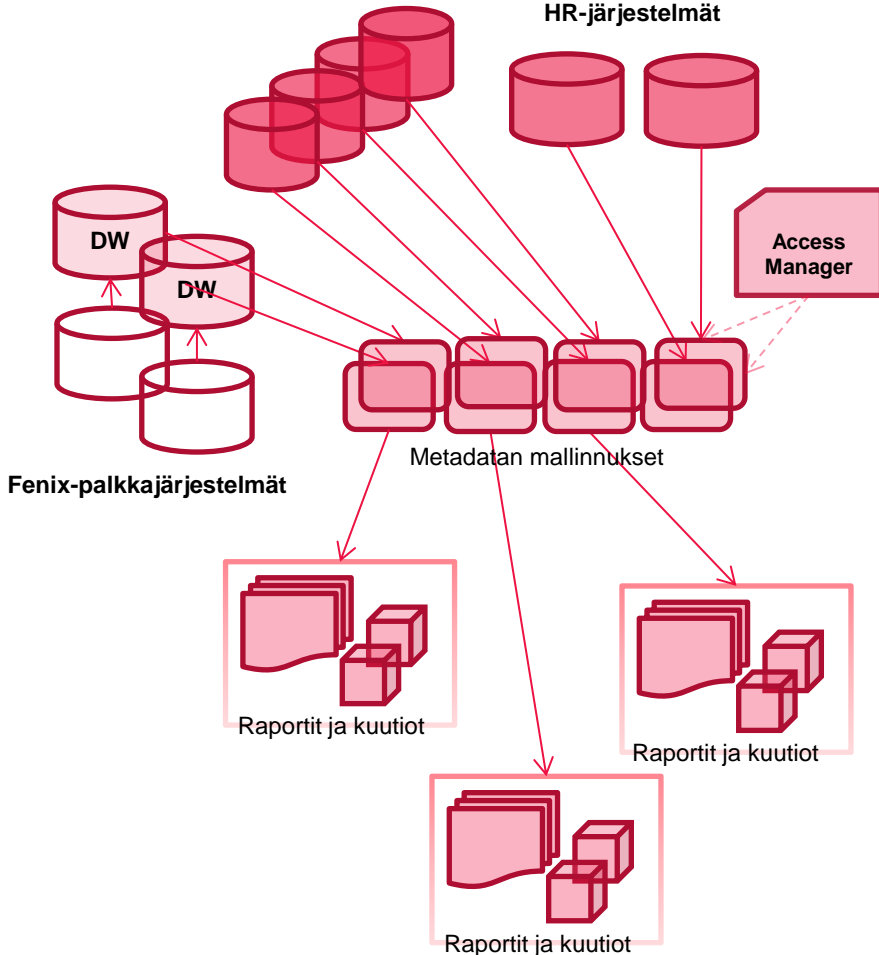 HR-järjestelmät
DW
DW
Access
Manager
Metadatan mallinnukset
Fenix-palkkajärjestelmät
Raportit ja kuutiot
Raportit ja kuutiot
Raportit ja kuutiot